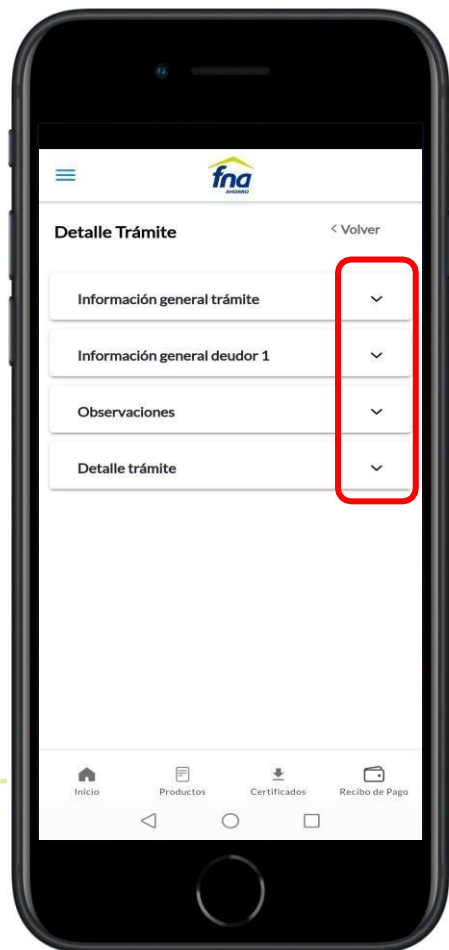 fna
AHORRO
Detalle Trámite
< Volver
Información general trámite
Información general deudor 1
Observaciones
Detalle trámite
Inicio
Productos
Certificados
Recibo de Pago